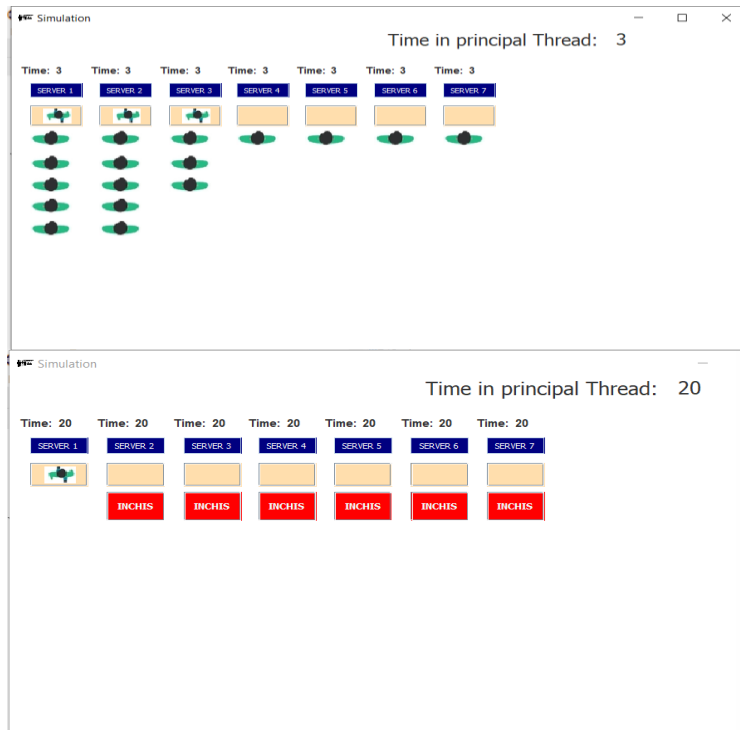 Simulation
Time in principal Thread: 3
Time: 3 Time: 3 Time: 3 Time: 3 Time: 3 Time: 3 Time: 3
SERVER 1 SERVER 2 SERVER 3 SERVER 4 SERVER 5 SERVER 6 SERVER 7
Simulation
Time in principal Thread: 20
Time: 20 Time: 20 Time: 20 Time: 20 Time: 20 Time: 20 Time: 20
SERVER 1 SERVER 2 SERVER 3 SERVER 4 SERVER 5 SERVER 6 SERVER 7
INCHIS INCHIS INCHIS INCHIS INCHIS INCHIS